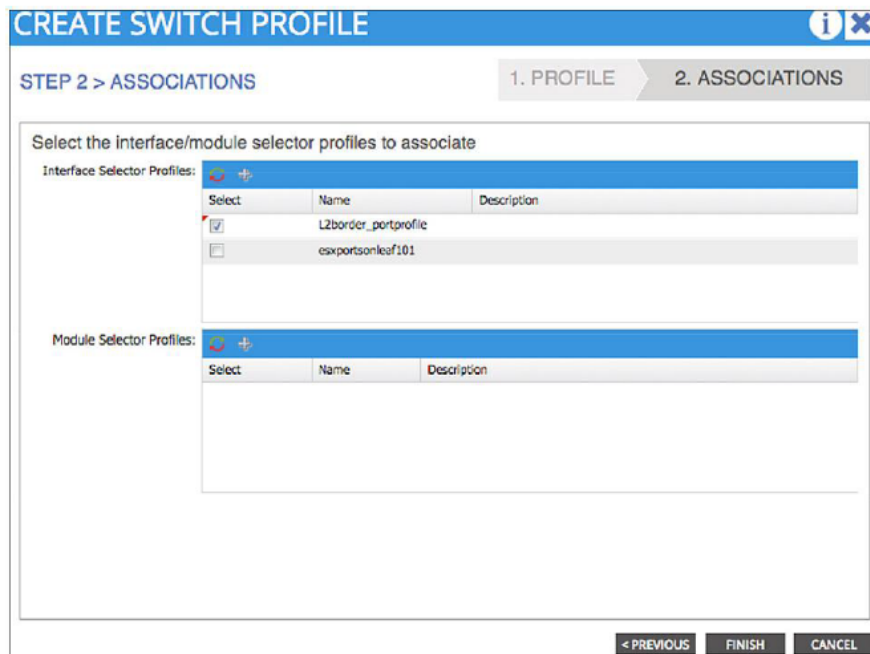 CREATE SWITCH PROFILE
i
STEP 2 > ASSOCIATIONS
1. PROFILE
2. ASSOCIATIONS
Select the interface/module selector profiles to associate
Interface Selector Profiles:
Select Name Description
L2border_portprofile
esxportsonleaf101
Module Selector Profiles:
Select Name Description
< PREVIOUS FINISH CANCEL